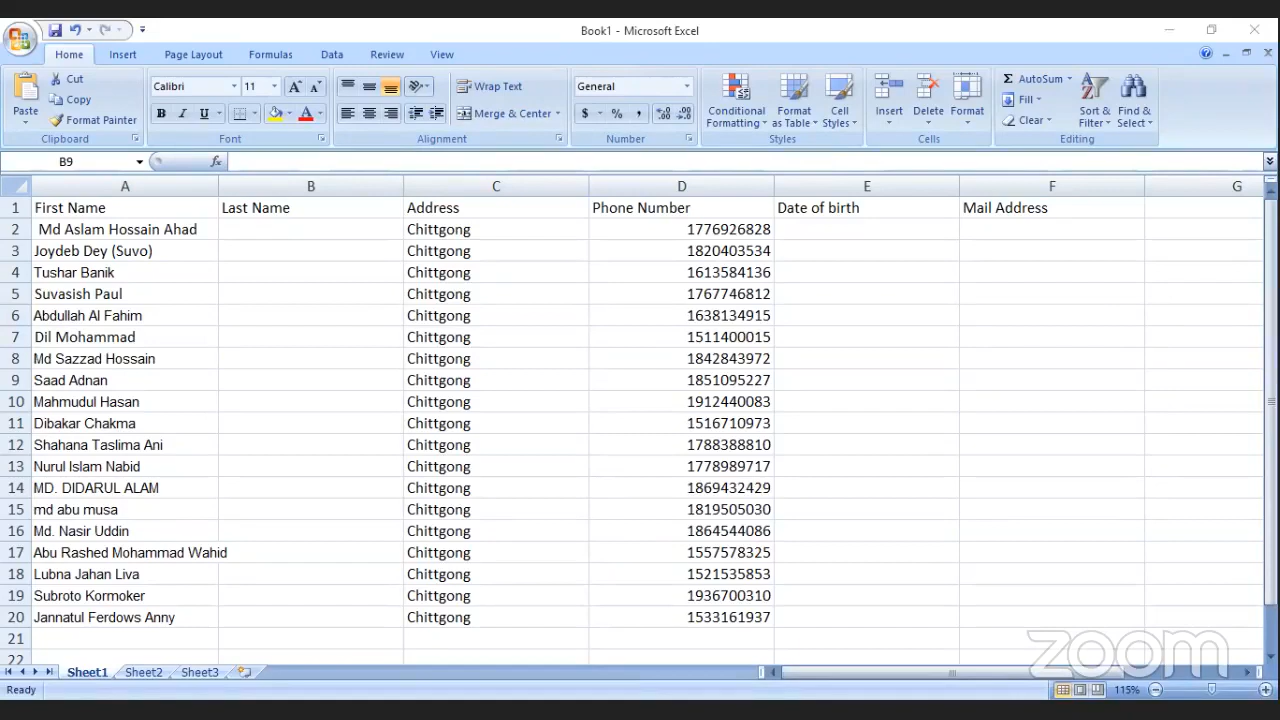 Book1 - Microsoft Excel
Home Insert Page Layout Formulas Data Review View
Cut
Copy
Format Painter
Paste
Clipboard
Calibri 11
B I U
Font
Wrap Text
Merge & Center
Alignment
General
$ % ,
Number
Conditional Formatting
Format as Table
Cell Styles
Styles
Insert Delete Format
Cells
AutoSum
Fill
Clear
Sort & Filter
Find & Select
Editing
B9 fx
A B C D E F G
1 First Name Last Name Address Phone Number Date of birth Mail Address
2 Md Aslam Hossain Ahad Chittgong 1776926828
3 Joydeb Dey (Suvo) Chittgong 1820403534
4 Tushar Banik Chittgong 1613584136
5 Suvasish Paul Chittgong 1767746812
6 Abdullah Al Fahim Chittgong 1638134915
7 Dil Mohammad Chittgong 1511400015
8 Md Sazzad Hossain Chittgong 1842843972
9 Saad Adnan Chittgong 1851095227
10 Mahmudul Hasan Chittgong 1912440083
11 Dibakar Chakma Chittgong 1516710973
12 Shahana Taslima Ani Chittgong 1788388810
13 Nurul Islam Nabid Chittgong 1778989717
14 MD. DIDARUL ALAM Chittgong 1869432429
15 md abu musa Chittgong 1819505030
16 Md. Nasir Uddin Chittgong 1864544086
17 Abu Rashed Mohammad Wahid Chittgong 1557578325
18 Lubna Jahan Liva Chittgong 1521535853
19 Subroto Kormoker Chittgong 1936700310
20 Jannatul Ferdows Anny Chittgong 1533161937
21
22
zoom
Sheet1 Sheet2 Sheet3
Ready 115%